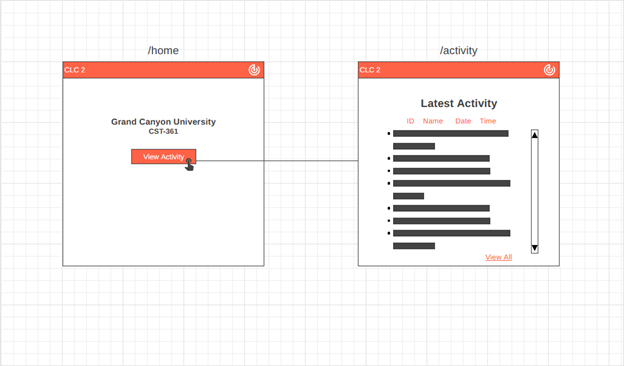 /home
CLC 2
Grand Canyon University
CST-361
View Activity
/activity
CLC 2
Latest Activity
ID Name Date Time
View All